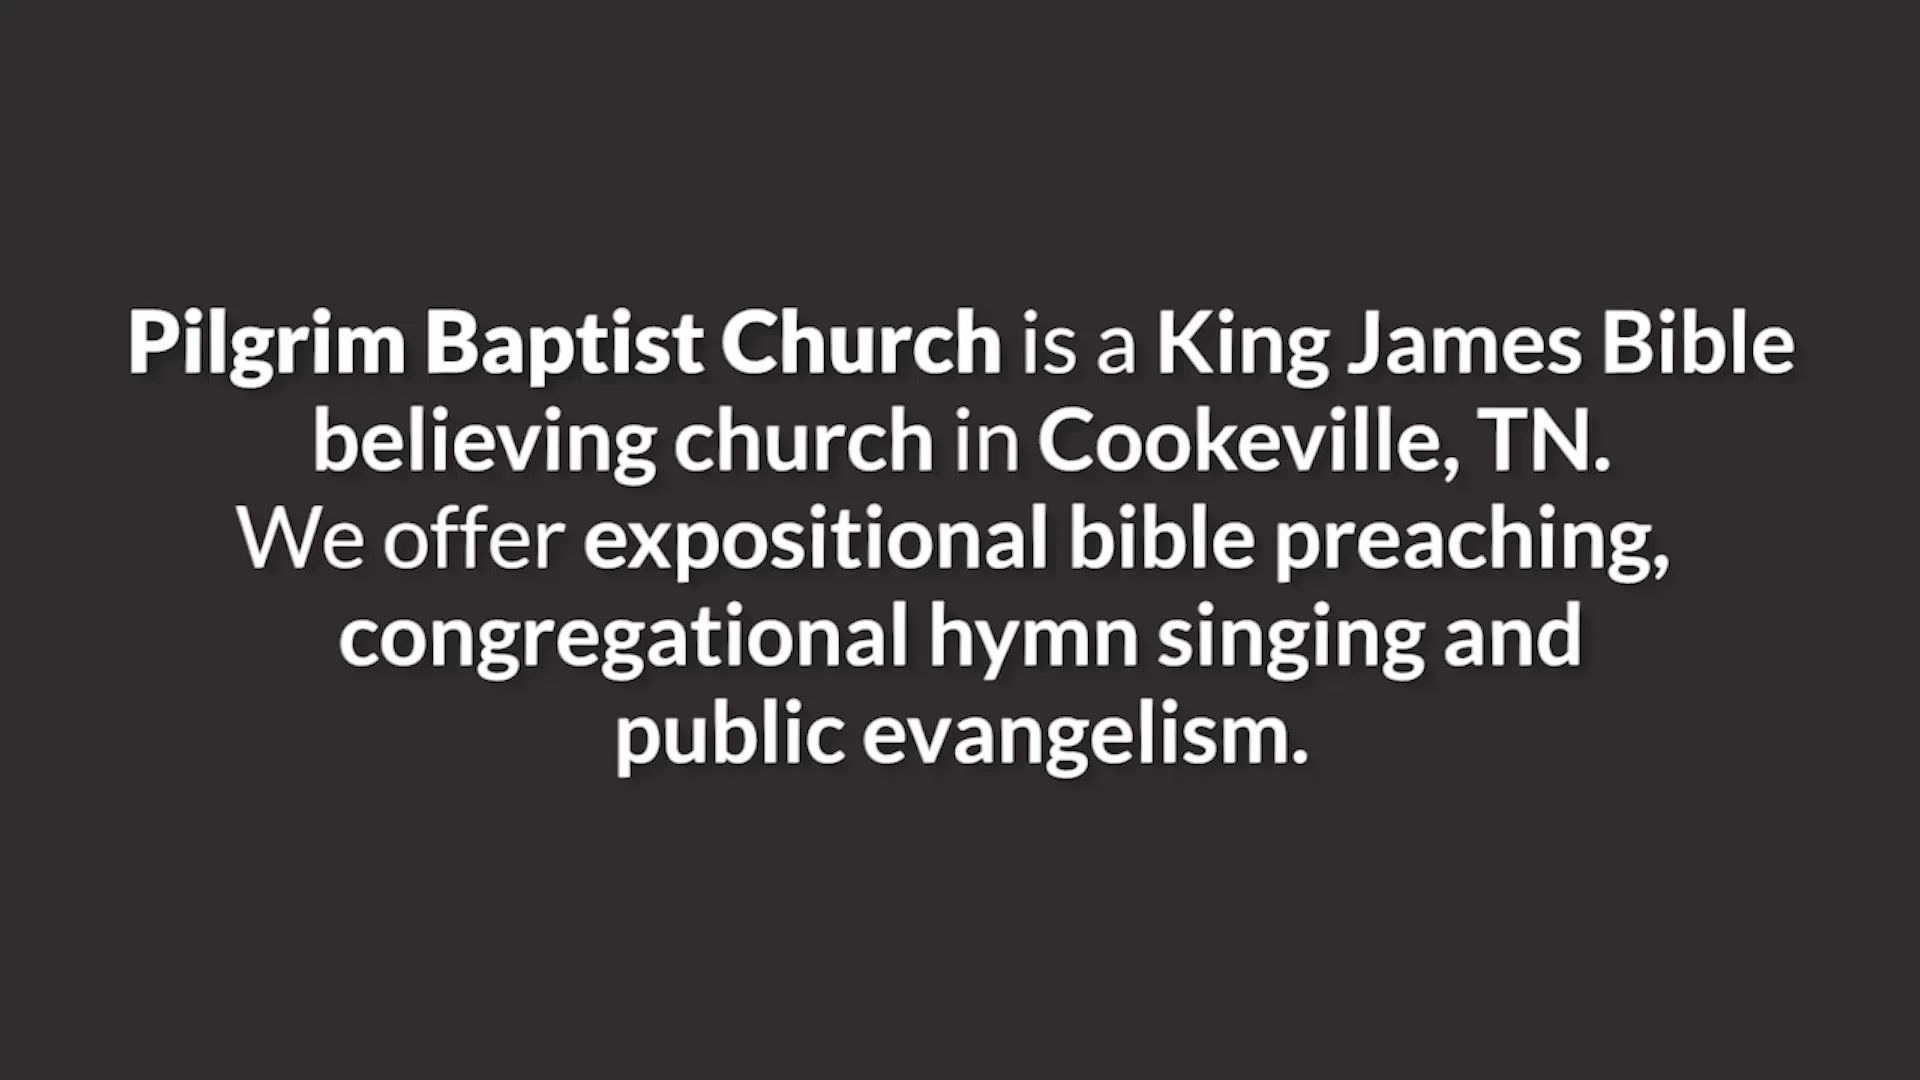 Pilgrim Baptist Church is a King James Bible
believing church in Cookeville, TN.
We offer expositional bible preaching,
congregational hymn singing and
public evangelism.